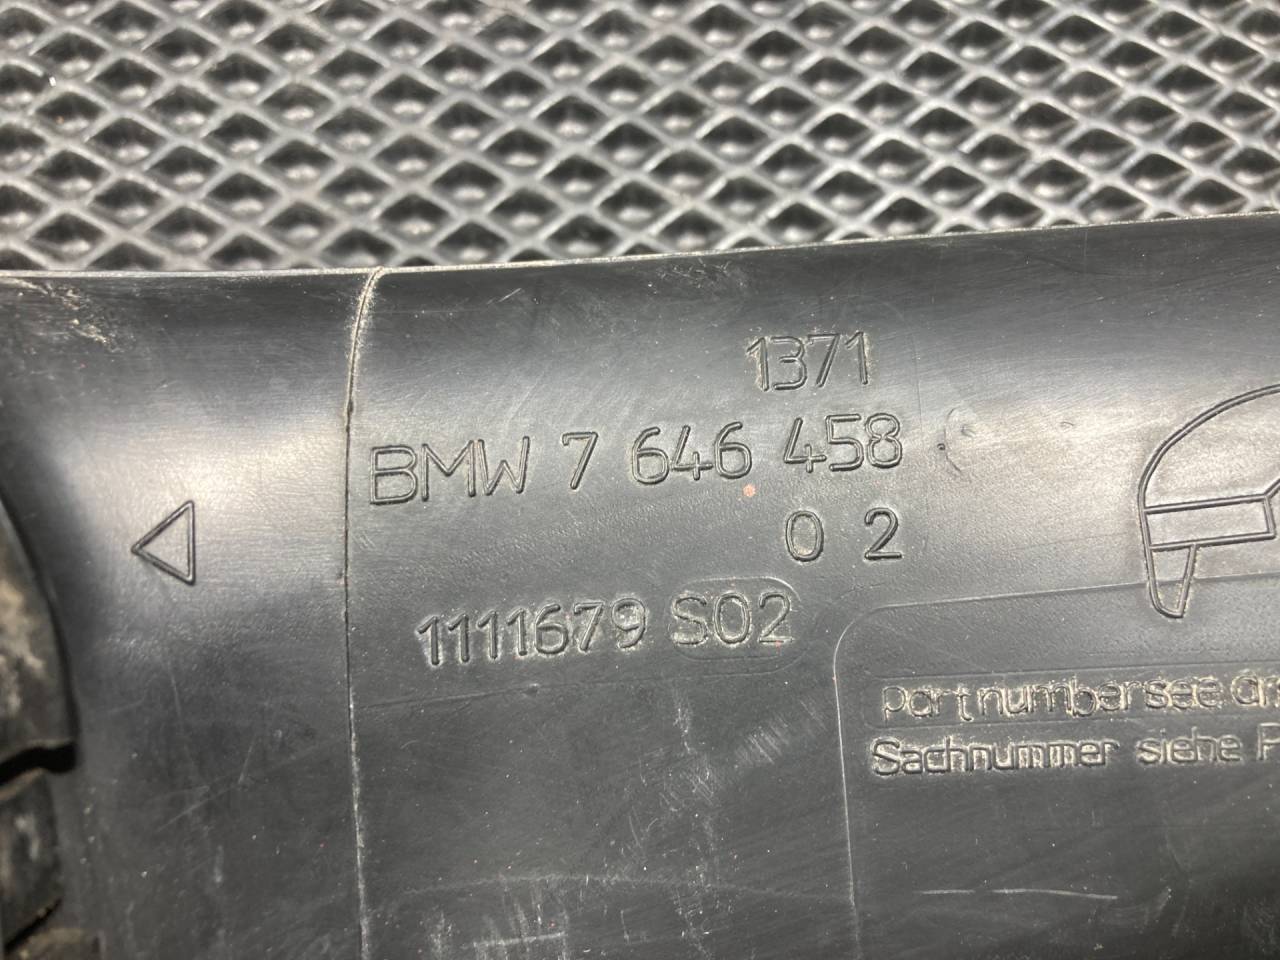 1371
BMW 7 646 458
0 2
1111679 S02
Part number see
Sachnummer siehe